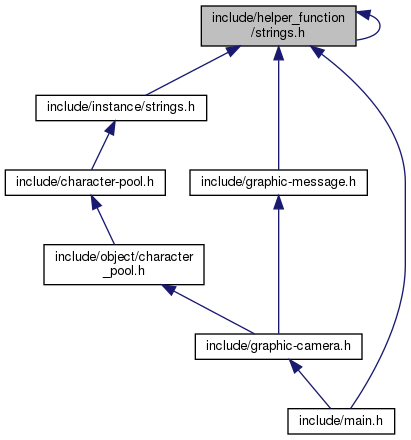 include/helper_function
/strings.h
include/instance/strings.h
include/character-pool.h
include/graphic-message.h
include/object/character
_pool.h
include/graphic-camera.h
include/main.h